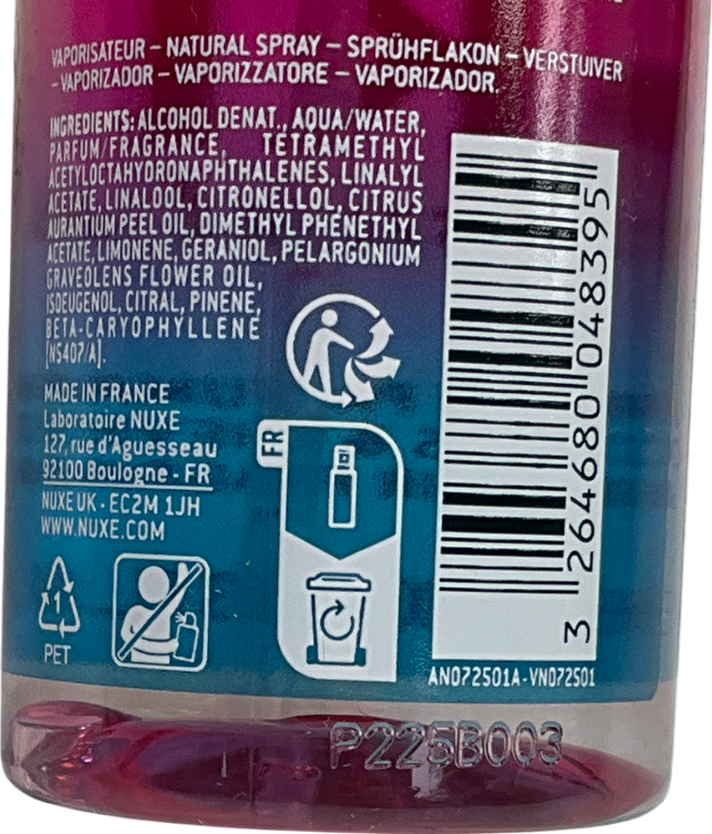 VAPORISATEUR – NATURAL SPRAY – SPRÜHFLAKON – VERSTUIVER
– VAPORIZADOR – VAPORIZZATORE – VAPORIZADOR.
INGREDIENTS: ALCOHOL DENAT., AQUA/WATER,
PARFUM/FRAGRANCE, TETRAMETHYL
ACETYLOCTAHYDRONAPHTHALENES, LINALYL
ACETATE, LINALOOL, CITRONELLOL, CITRUS
AURANTIUM PEEL OIL, DIMETHYL PHENETHYL
ACETATE, LIMONENE, GERANIOL, PELARGONIUM
GRAVEOLENS FLOWER OIL,
ISOEUGENOL, CITRAL, PINENE,
BETA-CARYOPHYLLENE
[N5407/A].
MADE IN FRANCE
Laboratoire NUXE
127, rue d'Aguesseau
92100 Boulogne - FR
NUXE UK - EC2M 1JH
WWW.NUXE.COM
1
PET
FR
3 264680 048395
AN072501A - VN072501
P225B003